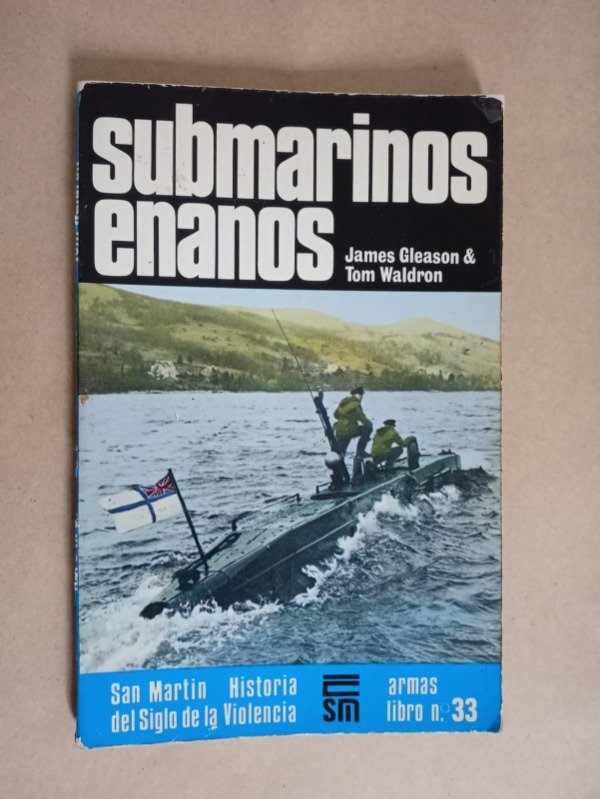 submarinos
enanos
James Gleason &
Tom Waldron
San Martin Historia
del Siglo de la Violencia
SM
armas
libro n.º 33